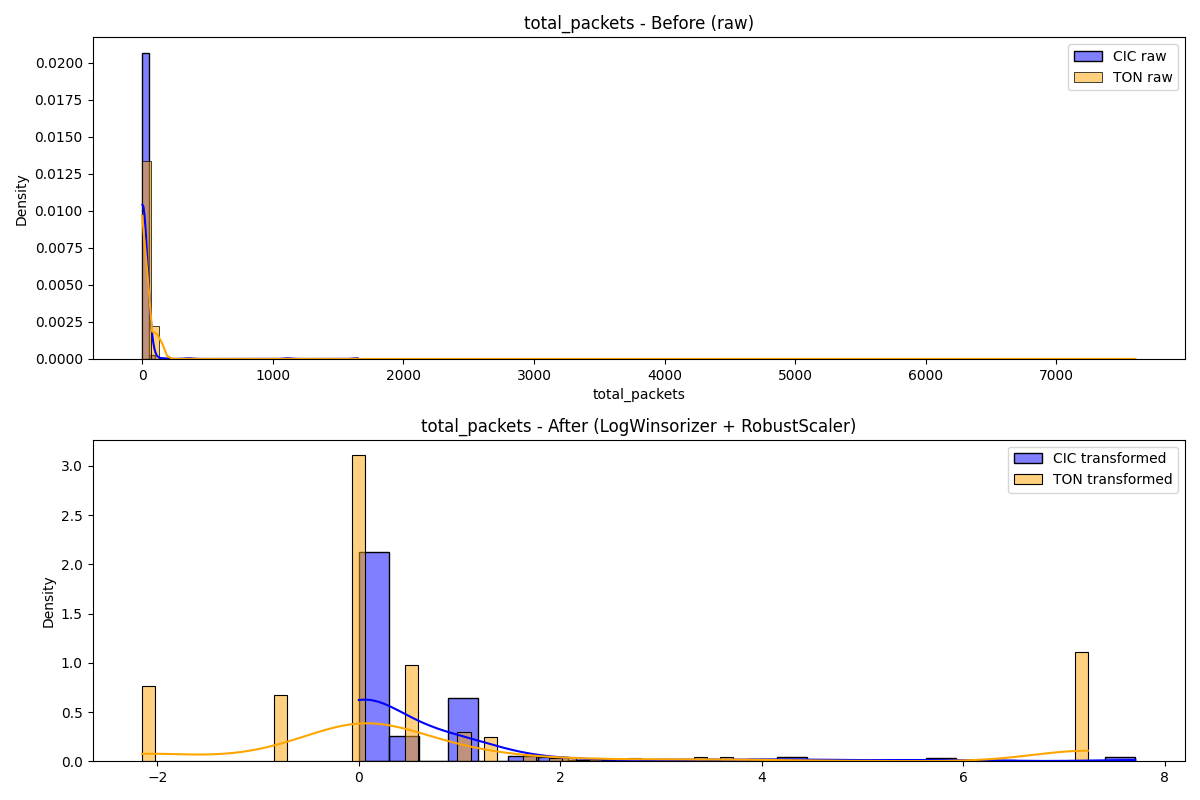 total_packets - Before (raw)
CIC raw
TON raw
Density
0.0200
0.0175
0.0150
0.0125
0.0100
0.0075
0.0050
0.0025
0.0000
0 1000 2000 3000 4000 5000 6000 7000
total_packets
total_packets - After (LogWinsorizer + RobustScaler)
CIC transformed
TON transformed
Density
3.0
2.5
2.0
1.5
1.0
0.5
0.0
−2 0 2 4 6 8